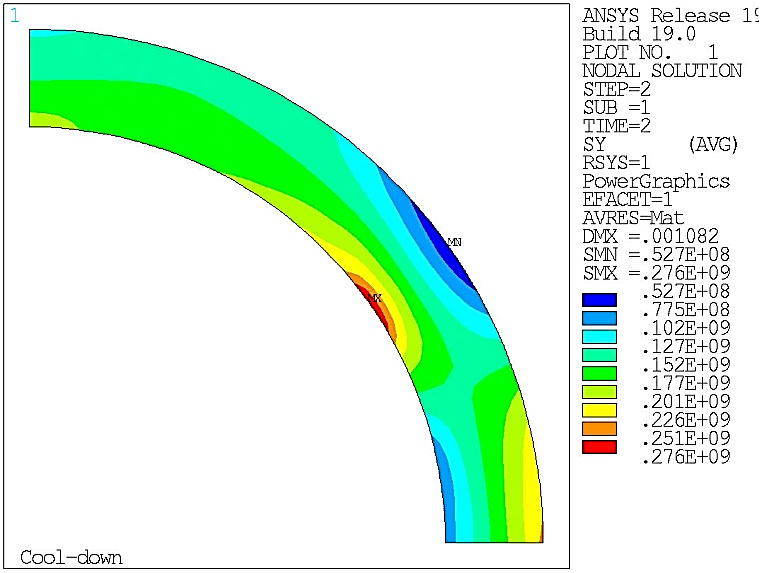 1
ANSYS Release 19
Build 19.0
PLOT NO. 1
NODAL SOLUTION
STEP=2
SUB =1
TIME=2
SY (AVG)
RSYS=1
PowerGraphics
EFACET=1
AVRES=Mat
DMX =.001082
SMN =.527E+08
SMX =.276E+09
.527E+08
.775E+08
.102E+09
.127E+09
.152E+09
.177E+09
.201E+09
.226E+09
.251E+09
.276E+09
MN
MX
Cool-down